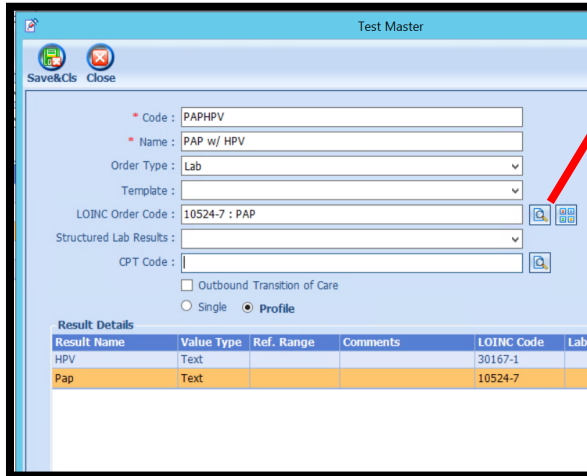 Test Master
Save&Cls Close
* Code : PAPHPV
* Name : PAP w/ HPV
Order Type : Lab
Template :
LOINC Order Code : 10524-7 : PAP
Structured Lab Results :
CPT Code :
Outbound Transition of Care
Single Profile
Result Details
Result Name Value Type Ref. Range Comments LOINC Code Lab
HPV Text 30167-1
Pap Text 10524-7